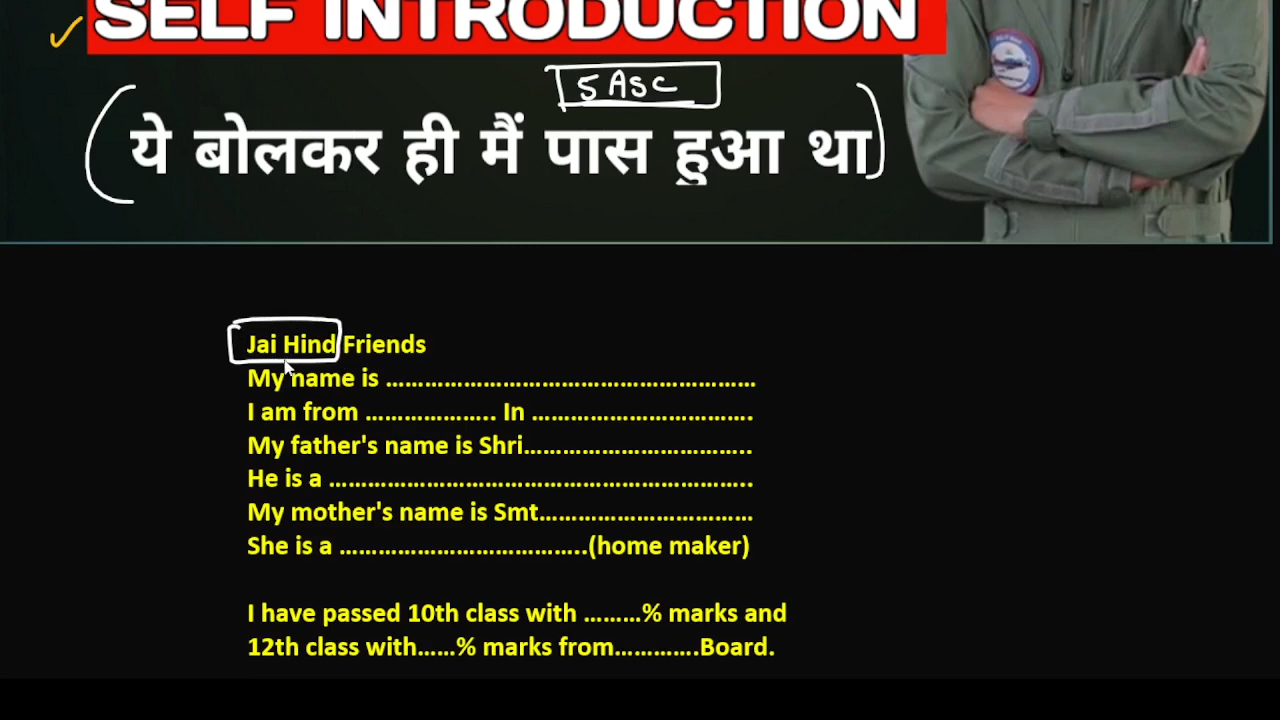 SELF INTRODUCTION
5 ASC
ये बोलकर ही मैं पास हुआ था
Jai Hind Friends
My name is ……………………………………………………
I am from ……………….. In …………………………….
My father's name is Shri……………………………..
He is a …………………………………………………………..
My mother's name is Smt……………………………
She is a ………………………………..(home maker)
I have passed 10th class with ………% marks and
12th class with……% marks from………….Board.